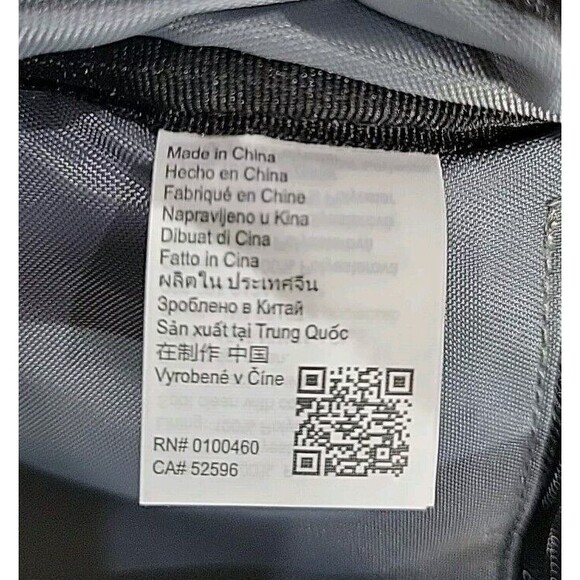 Made in China
Hecho en China
Fabriqué en Chine
Napravljeno u Kina
Dibuat di Cina
Fatto in Cina
ผลิตใน ประเทศจีน
Зроблено в Китай
Sản xuất tại Trung Quốc
在制作 中国
Vyrobené v Číne
RN# 0100460
CA# 52596